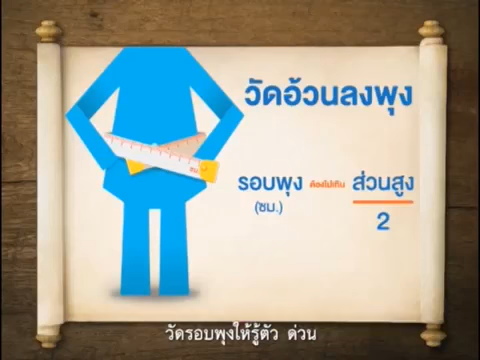 วัดอ้วนลงพุง
รอบพุง ต้องไม่เกิน ส่วนสูง
(ซม.) 2
วัดรอบพุงให้รู้ตัว ด่วน